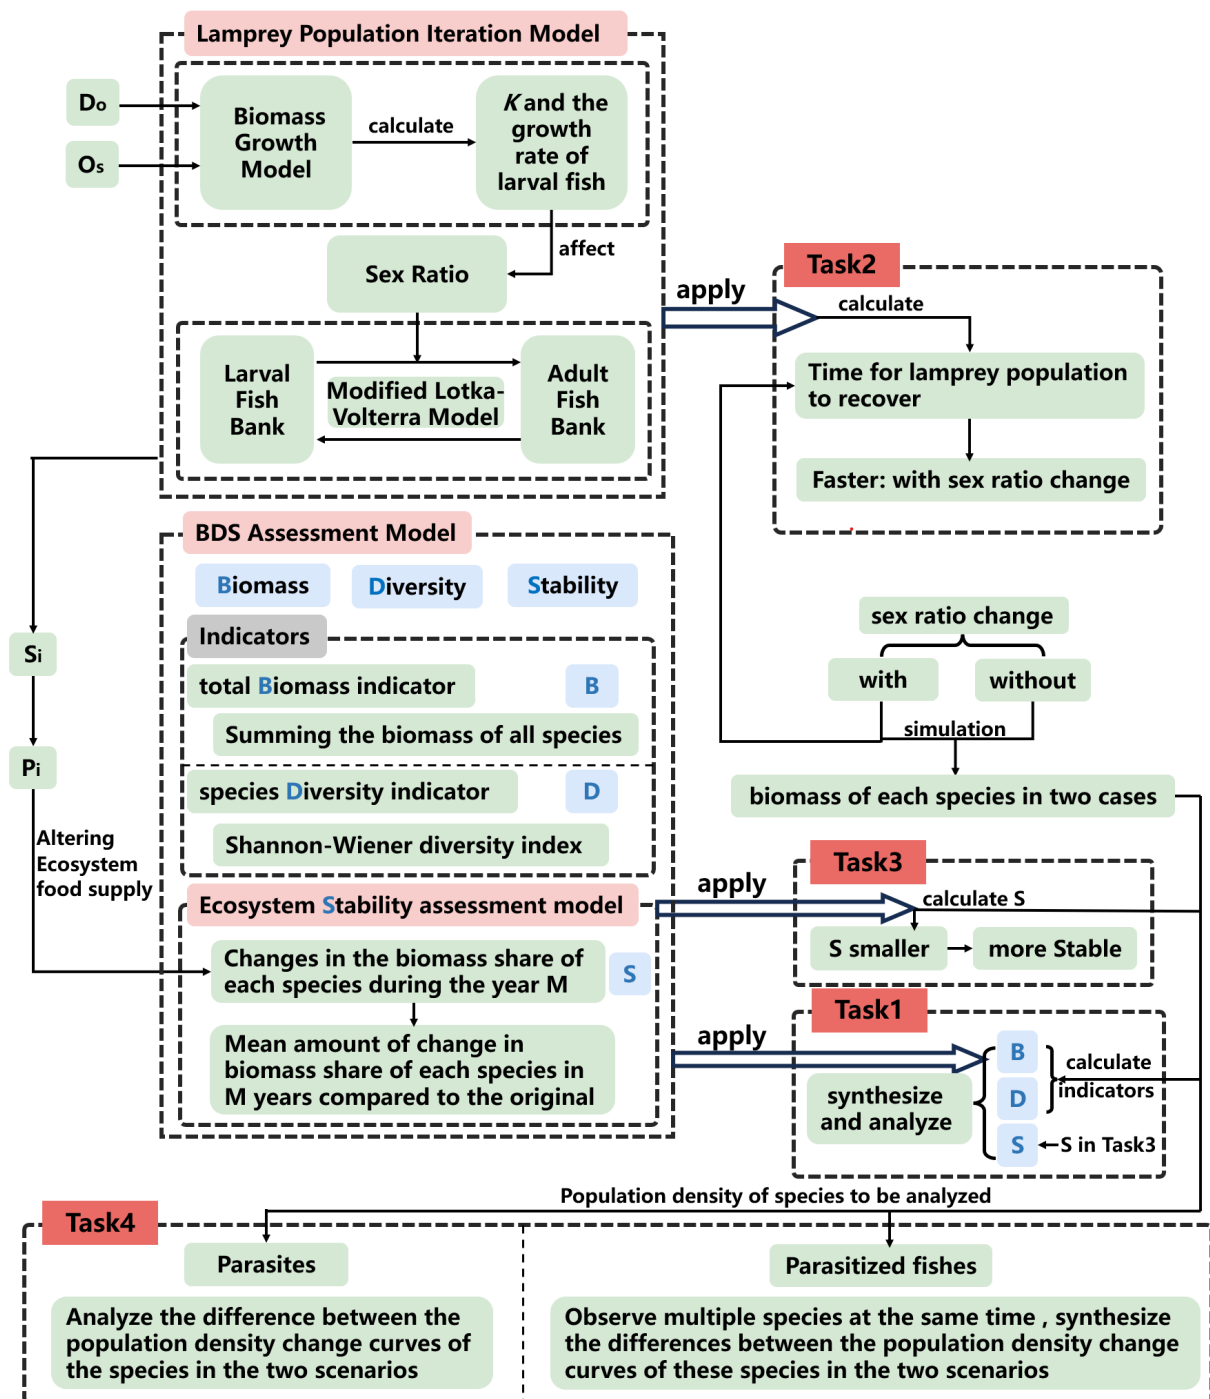 Lamprey Population Iteration Model
Do
Os
Biomass
Growth
Model
calculate
K and the
growth
rate of
larval fish
affect
Sex Ratio
Larval
Fish
Bank
Modified Lotka-
Volterra Model
Adult
Fish
Bank
apply
Task2
calculate
Time for lamprey population
to recover
Faster: with sex ratio change
BDS Assessment Model
Biomass
Diversity
Stability
Indicators
total Biomass indicator
B
Summing the biomass of all species
species Diversity indicator
D
Shannon-Wiener diversity index
Si
Pi
Altering
Ecosystem
food supply
Ecosystem Stability assessment model
Changes in the biomass share of
each species during the year M
S
Mean amount of change in
biomass share of each species in
M years compared to the original
sex ratio change
with
without
simulation
biomass of each species in two cases
apply
Task3
calculate S
S smaller
more Stable
apply
Task1
synthesize
and analyze
B
D
S
calculate
indicators
S in Task3
Population density of species to be analyzed
Task4
Parasites
Analyze the difference between the
population density change curves of
the species in the two scenarios
Parasitized fishes
Observe multiple species at the same time , synthesize
the differences between the population density change
curves of these species in the two scenarios